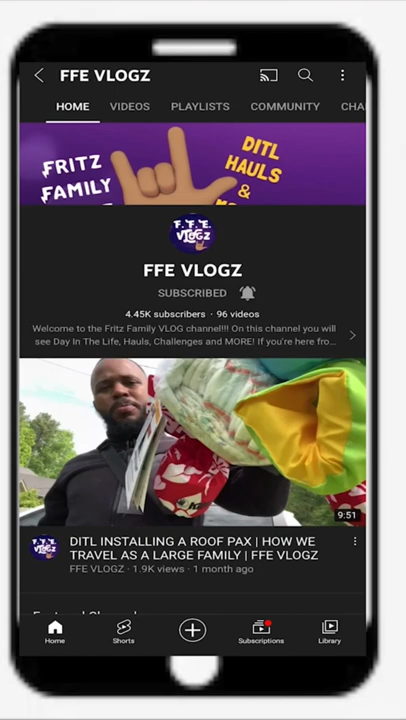 FFE VLOGZ
HOME VIDEOS PLAYLISTS COMMUNITY CHA
FRITZ
FAMILY
DITL
HAULS
&
F. F. E.
VLOGZ
FFE VLOGZ
SUBSCRIBED
4.45K subscribers · 96 videos
Welcome to the Fritz Family VLOG channel!!! On this channel you will
see Day In The Life, Hauls, Challenges and MORE! If you're here fro...
9:51
DITL INSTALLING A ROOF PAX | HOW WE
TRAVEL AS A LARGE FAMILY | FFE VLOGZ
FFE VLOGZ · 1.9K views · 1 month ago
Home Shorts Subscriptions Library